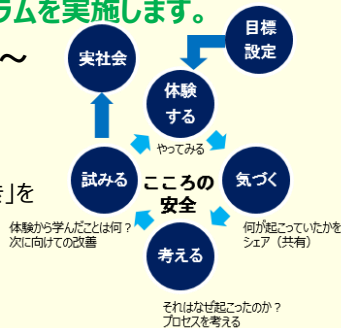 ラムを実施します。
～
目標
設定
実社会
体験
する
やってみる
試みる
こころの
安全
気づく
き」を
体験から学んだことは何？
次に向けての改善
何が起こっていたかを
シェア（共有）
考える
それはなぜ起こったのか？
プロセスを考える